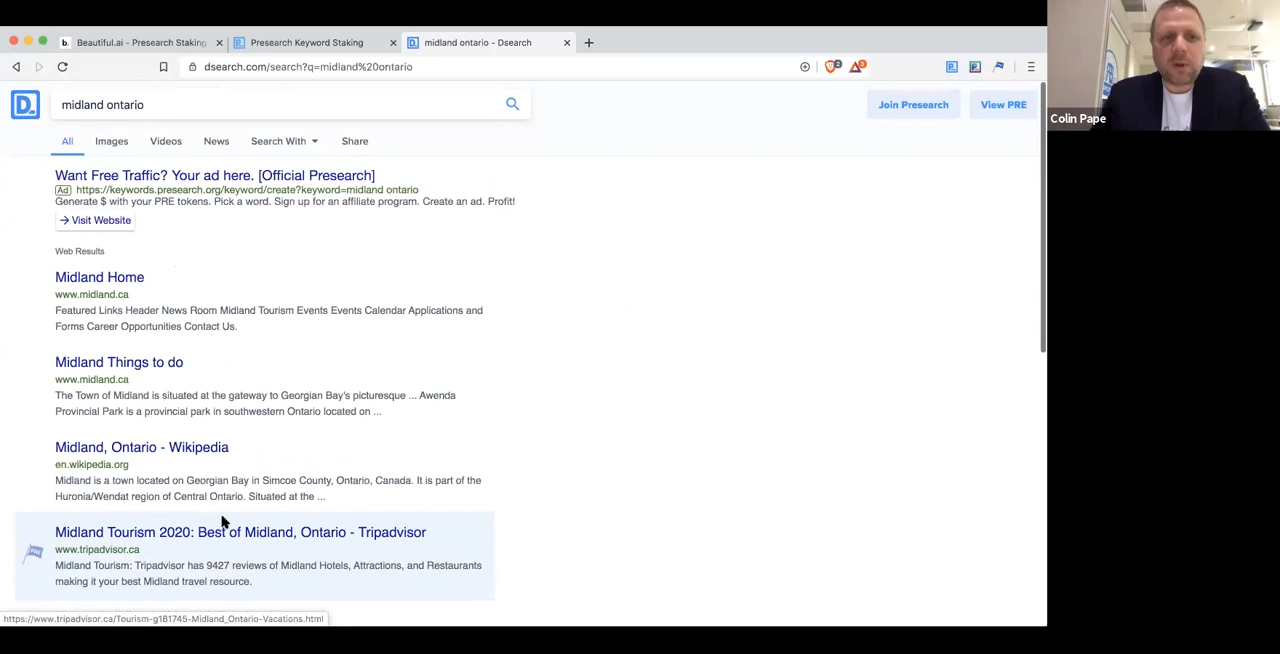 b. Beautiful.ai - Presearch Staking
Presearch Keyword Staking
midland ontario - Dsearch
dsearch.com/search?q=midland%20ontario
D.
midland ontario
Join Presearch
View PRE
All
Images
Videos
News
Search With
Share
Want Free Traffic? Your ad here. [Official Presearch]
Ad https://keywords.presearch.org/keyword/create?keyword=midland ontario
Generate $ with your PRE tokens. Pick a word. Sign up for an affiliate program. Create an ad. Profit!
Visit Website
Web Results
Midland Home
www.midland.ca
Featured Links Header News Room Midland Tourism Events Events Calendar Applications and
Forms Career Opportunities Contact Us.
Midland Things to do
www.midland.ca
The Town of Midland is situated at the gateway to Georgian Bay's picturesque ... Awenda
Provincial Park is a provincial park in southwestern Ontario located on ...
Midland, Ontario - Wikipedia
en.wikipedia.org
Midland is a town located on Georgian Bay in Simcoe County, Ontario, Canada. It is part of the
Huronia/Wendat region of Central Ontario. Situated at the ...
Midland Tourism 2020: Best of Midland, Ontario - Tripadvisor
www.tripadvisor.ca
Midland Tourism: Tripadvisor has 9427 reviews of Midland Hotels, Attractions, and Restaurants
making it your best Midland travel resource.
https://www.tripadvisor.ca/Tourism-g181745-Midland_Ontario-Vacations.html
Colin Pape